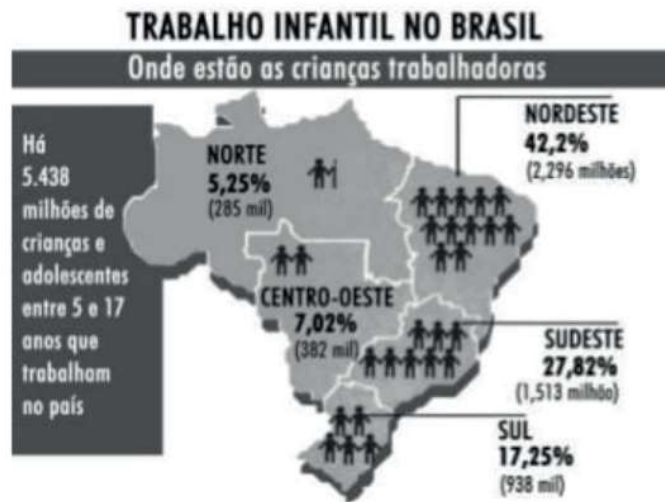 TRABALHO INFANTIL NO BRASIL
Onde estão as crianças trabalhadoras
Há
5.438
milhões de
crianças e
adolescentes
entre 5 e 17
anos que
trabalham
no país
NORTE
5,25%
(285 mil)
NORDESTE
42,2%
(2,296 milhões)
CENTRO-OESTE
7,02%
(382 mil)
SUDESTE
27,82%
(1,513 milhão)
SUL
17,25%
(938 mil)